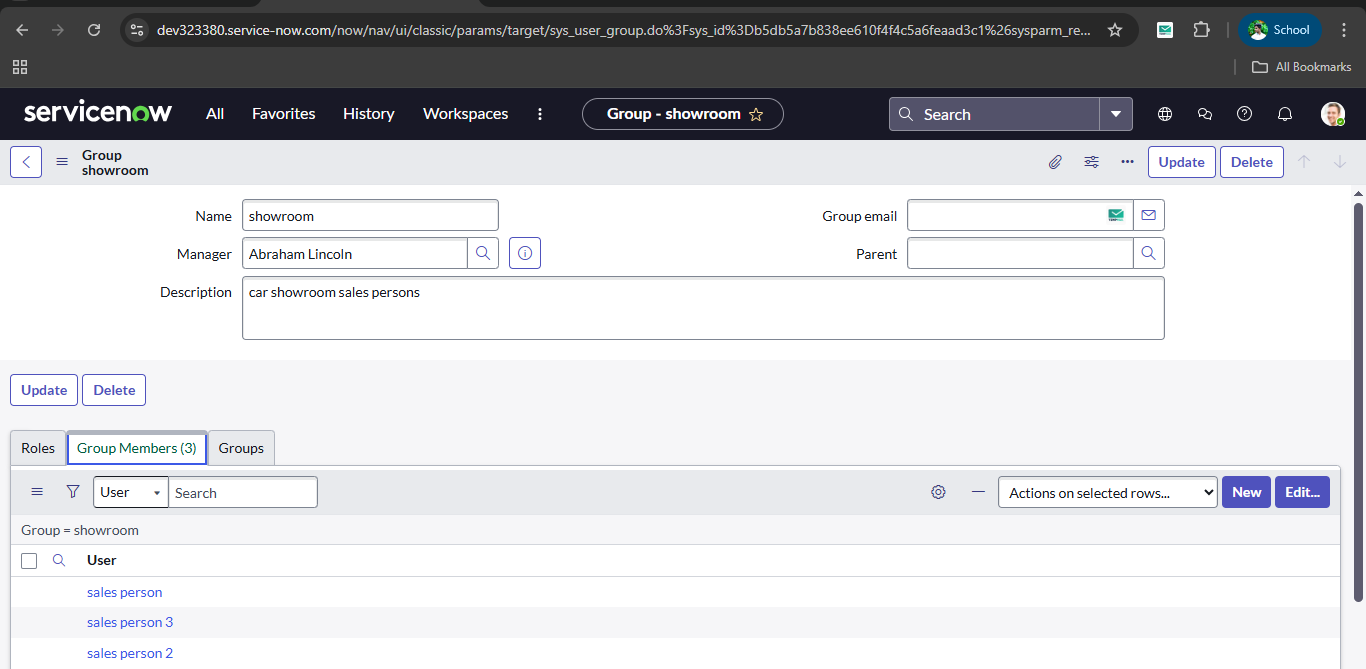 dev323380.service-now.com/now/nav/ui/classic/params/target/sys_user_group.do%3Fsys_id%3Db5db5a7b838ee610f4f4c5a6feaad3c1%26sysparm_re...
School
All Bookmarks
servicenow
All
Favorites
History
Workspaces
Group - showroom
Search
Group
showroom
Update
Delete
Name
showroom
Group email
Manager
Abraham Lincoln
Parent
Description
car showroom sales persons
Update
Delete
Roles
Group Members (3)
Groups
User
Search
Actions on selected rows...
New
Edit...
Group = showroom
User
sales person
sales person 3
sales person 2